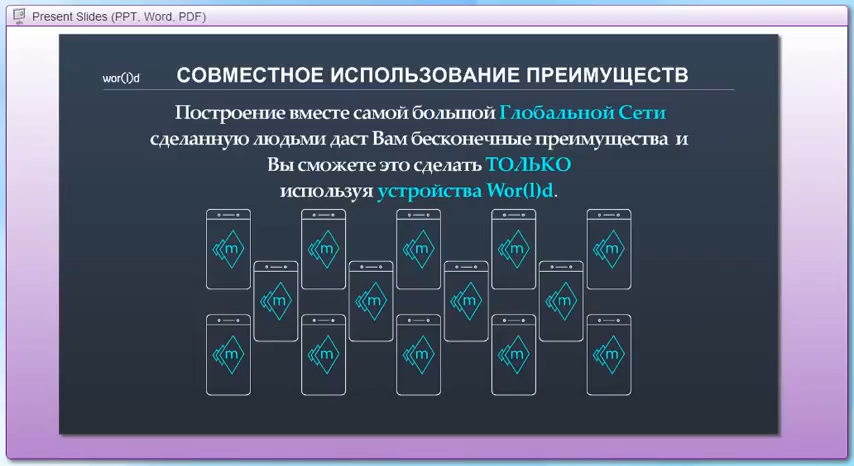 Present Slides (PPT, Word, PDF)
wor(l)d
СОВМЕСТНОЕ ИСПОЛЬЗОВАНИЕ ПРЕИМУЩЕСТВ
Построение вместе самой большой Глобальной Сети
сделанную людьми даст Вам бесконечные преимущества и
Вы сможете это сделать ТОЛЬКО
используя устройства Wor(l)d.
m m m m m
m m m m
m m m m m